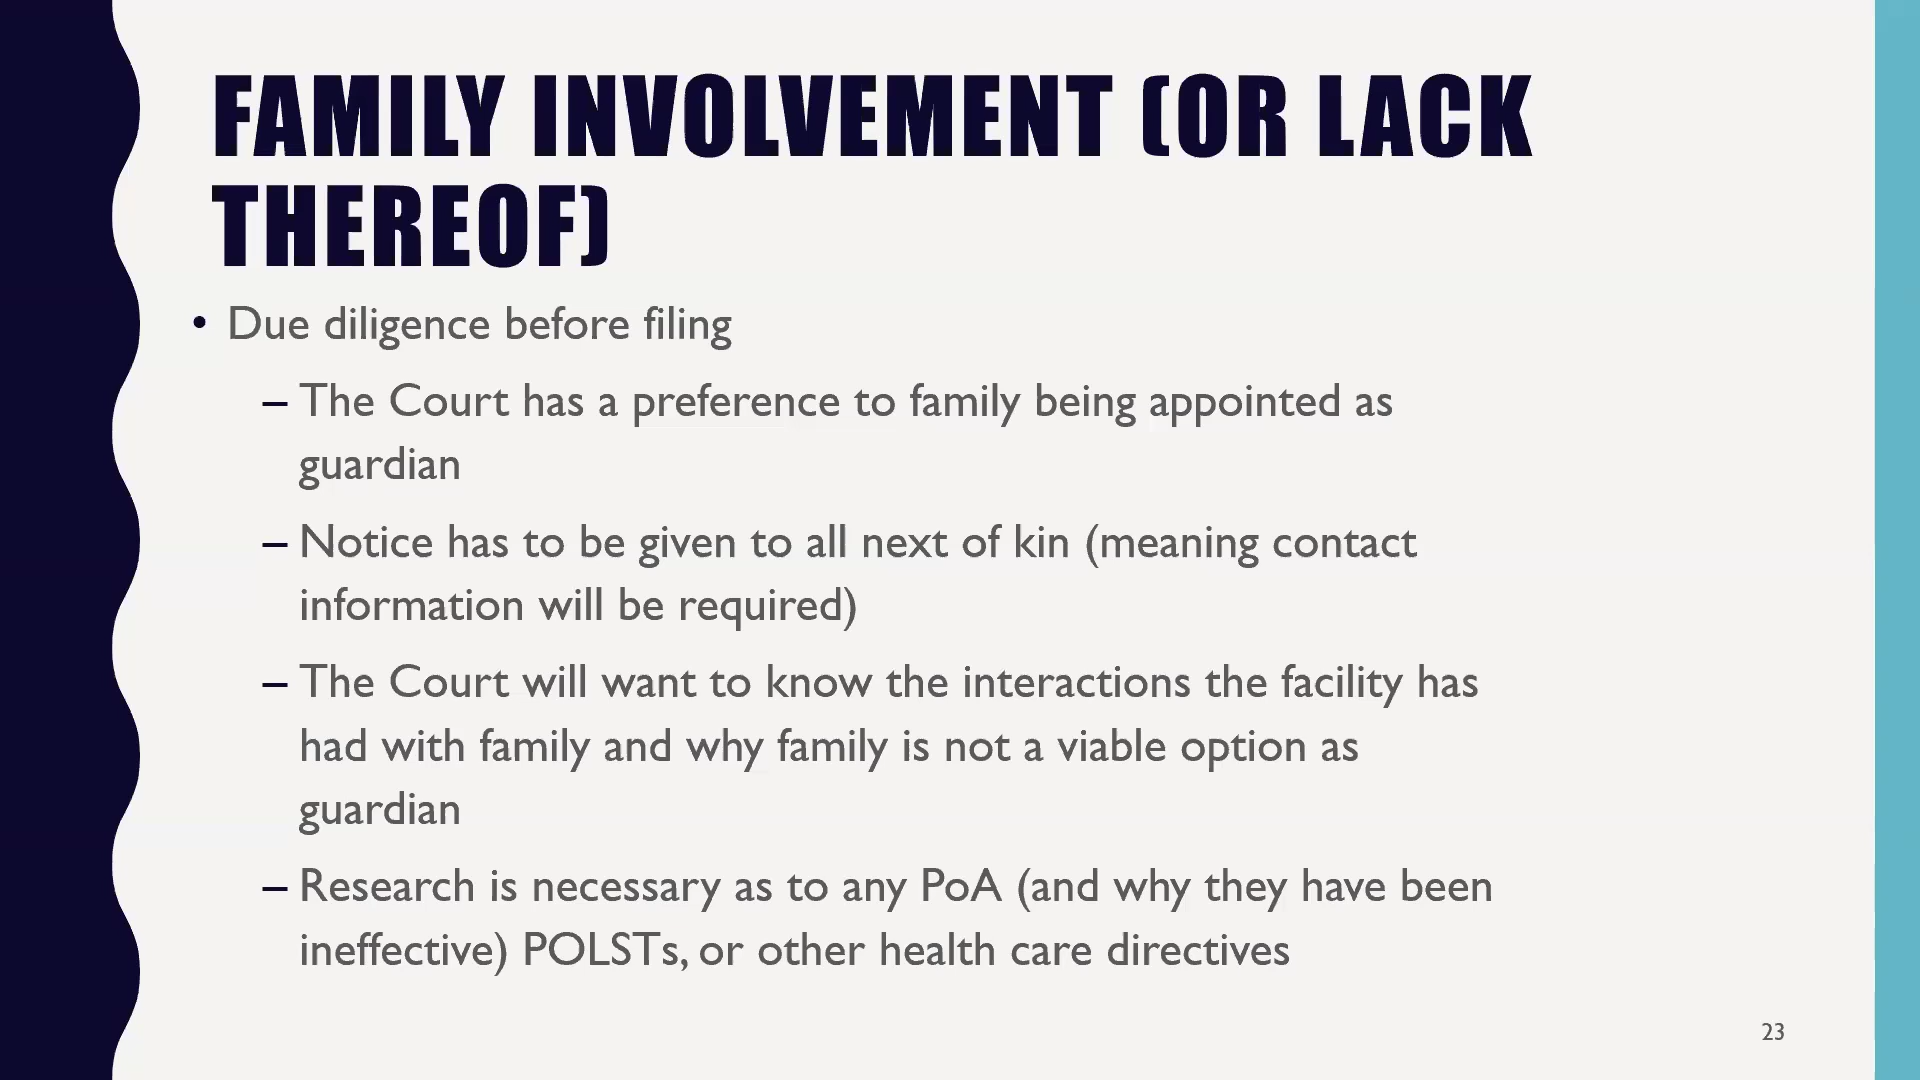 FAMILY INVOLVEMENT (OR LACK
THEREOF)
• Due diligence before filing
– The Court has a preference to family being appointed as
guardian
– Notice has to be given to all next of kin (meaning contact
information will be required)
– The Court will want to know the interactions the facility has
had with family and why family is not a viable option as
guardian
– Research is necessary as to any PoA (and why they have been
ineffective) POLSTs, or other health care directives
23